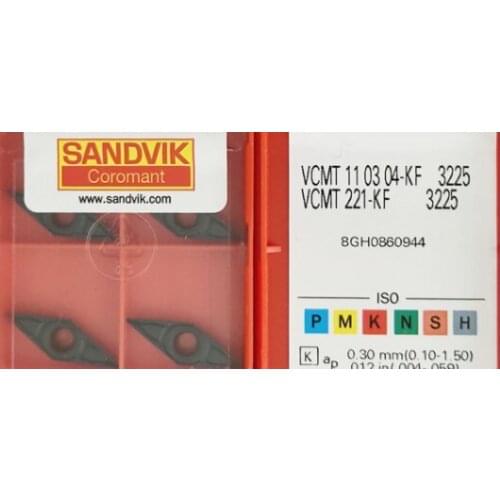 SANDVIK
Coromant
www.sandvik.com
VCMT 11 03 04-KF 3225
VCMT 221-KF 3225
8GH0860944
ISO
P M K N S H
K ap 0.30 mm(0.10-1.50)
.012 in(.004-.059)